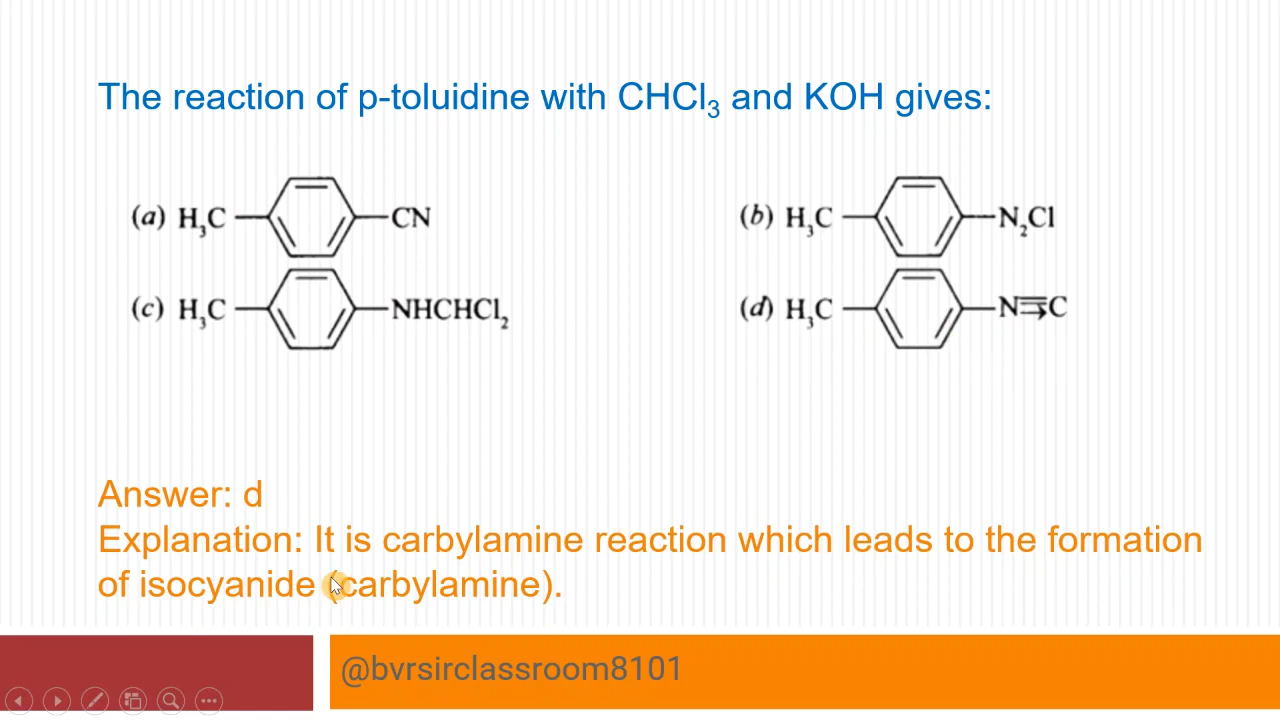 The reaction of p-toluidine with CHCl₃ and KOH gives:
(a) H₃C CN
(b) H₃C N₂Cl
(c) H₃C NHCHCl₂
(d) H₃C N⇉C
Answer: d
Explanation: It is carbylamine reaction which leads to the formation
of isocyanide (carbylamine).
@bvrsirclassroom8101